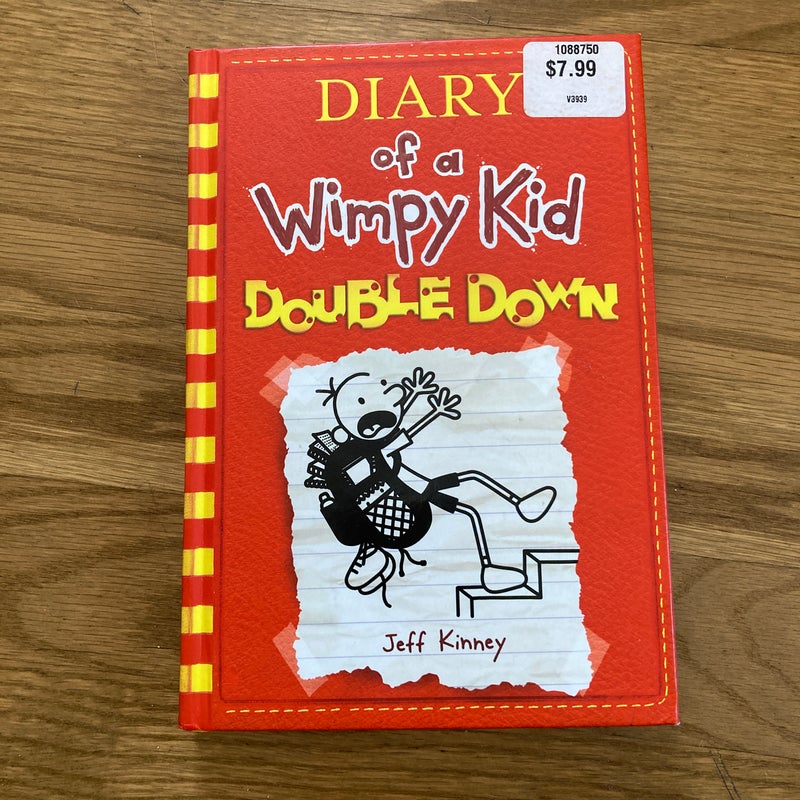 1088750
$7.99
V3939
DIARY
of a
Wimpy Kid
DOUBLE DOWN
Jeff Kinney